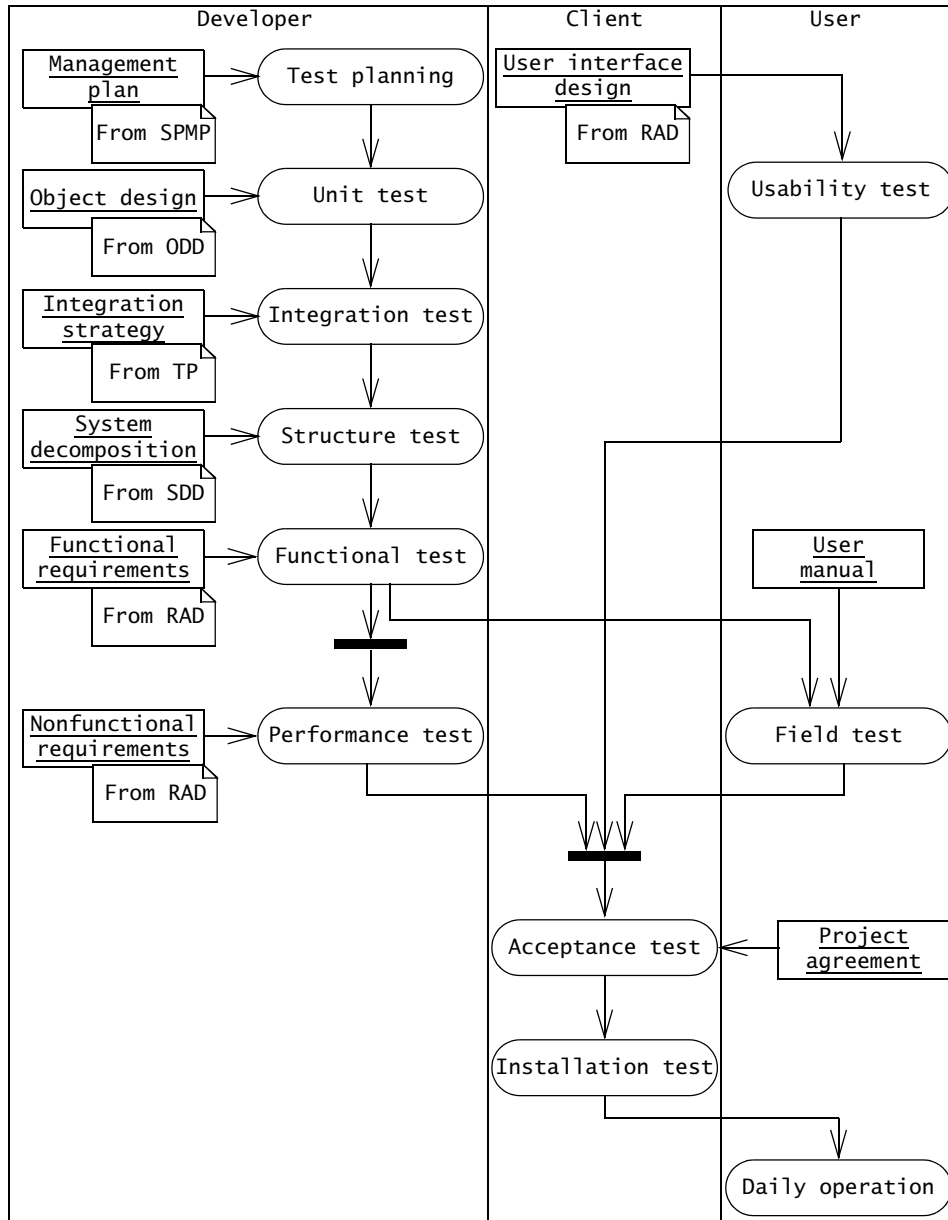 Developer
Client
User
Management
plan
From SPMP
Test planning
User interface
design
From RAD
Object design
From ODD
Unit test
Usability test
Integration
strategy
From TP
Integration test
System
decomposition
From SDD
Structure test
Functional
requirements
From RAD
Functional test
User
manual
Nonfunctional
requirements
From RAD
Performance test
Field test
Acceptance test
Project
agreement
Installation test
Daily operation